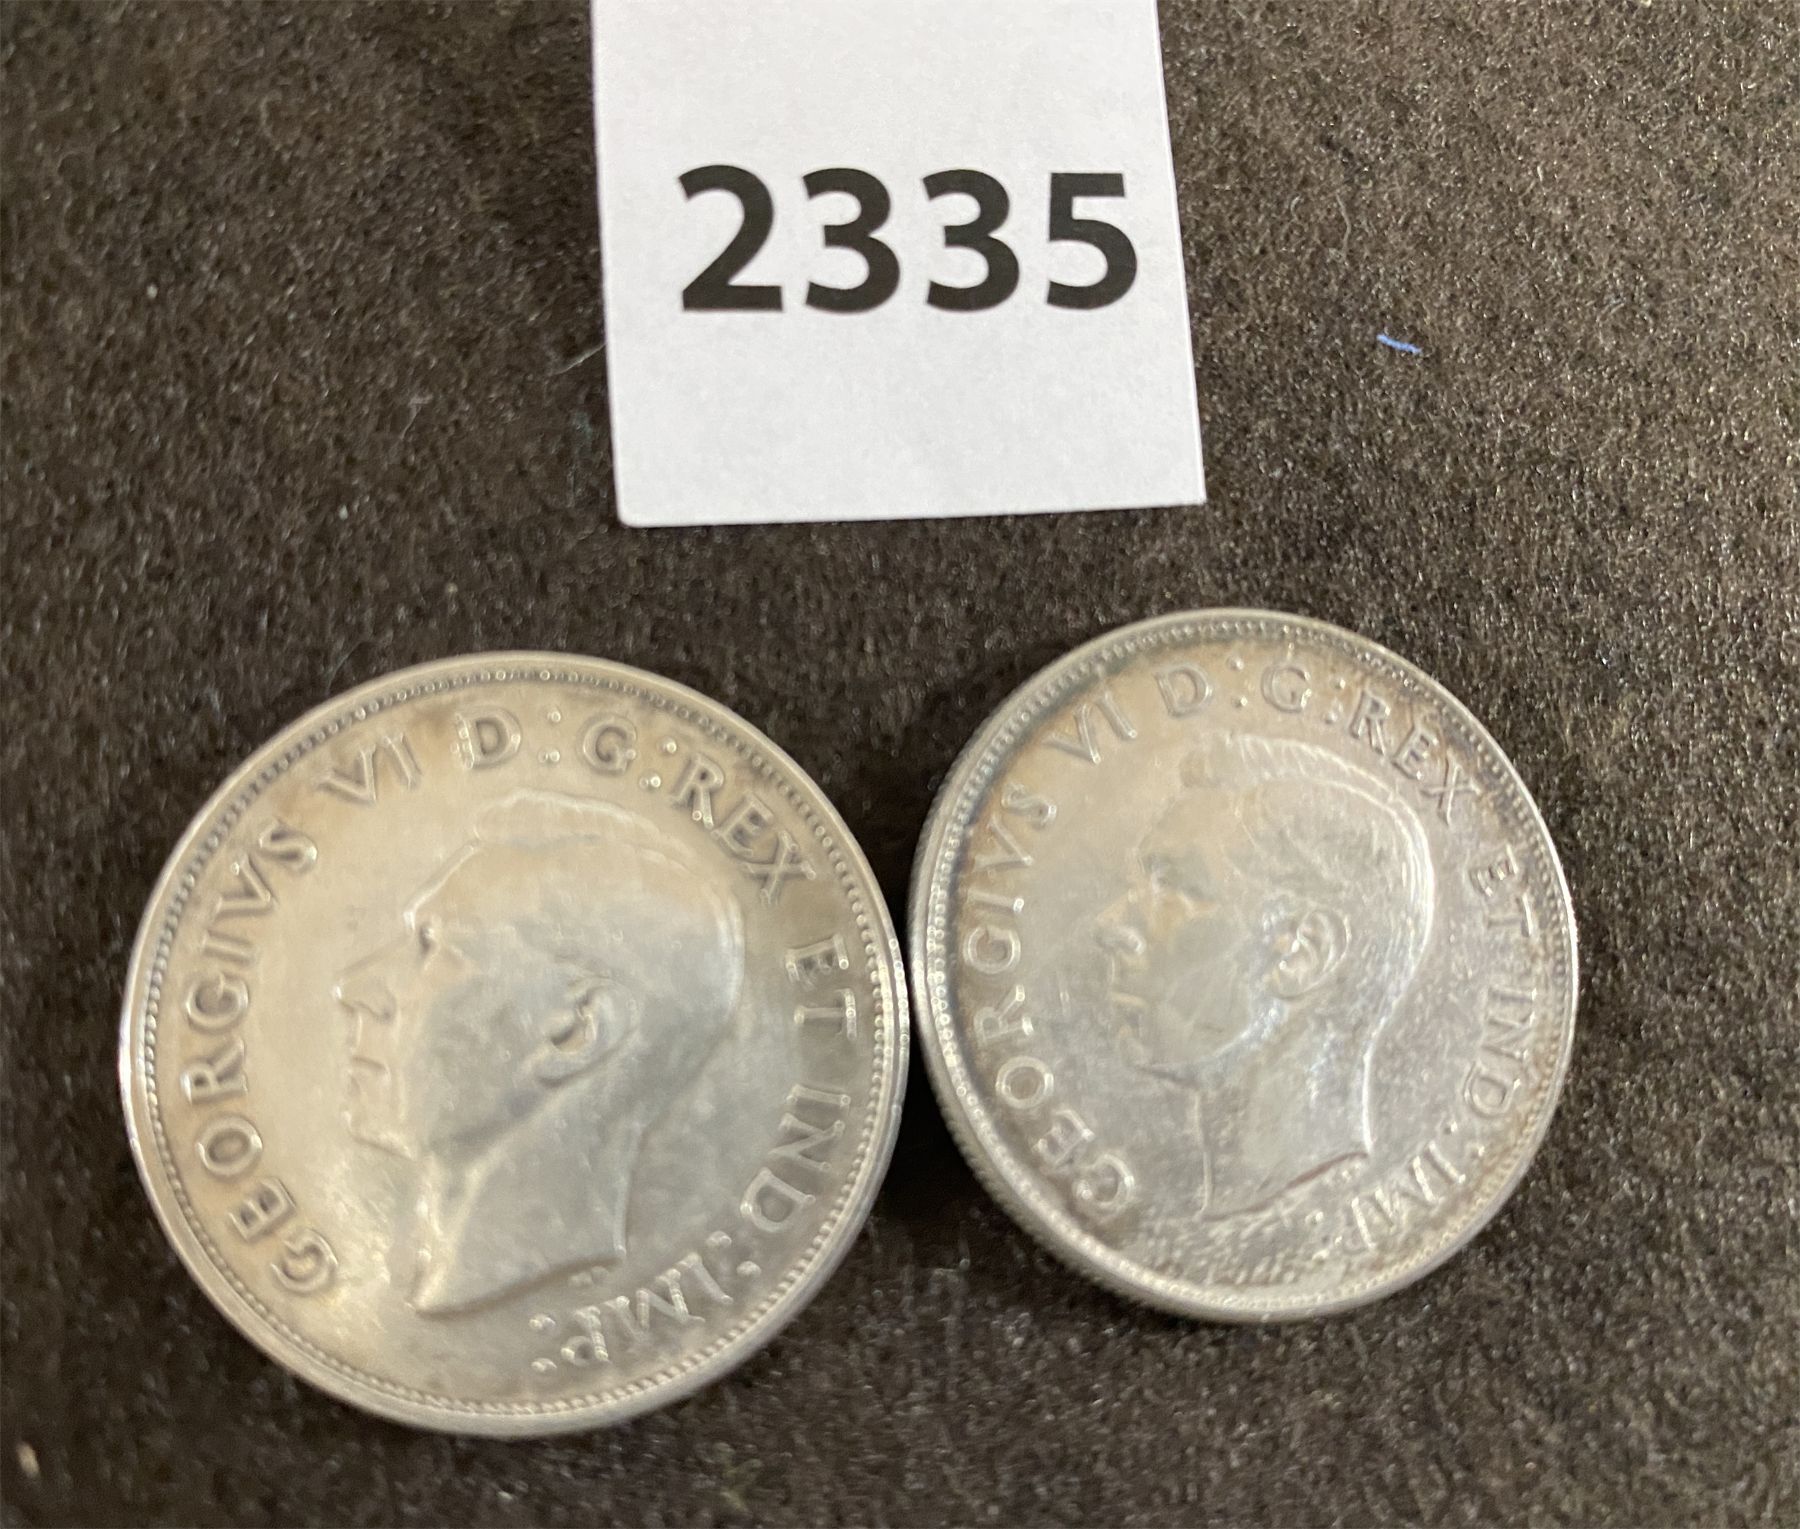 2335
GEORGIVS VI D:G:REX ET IND:IMP:
GEORGIVS VI D:G:REX ET IND:IMP: